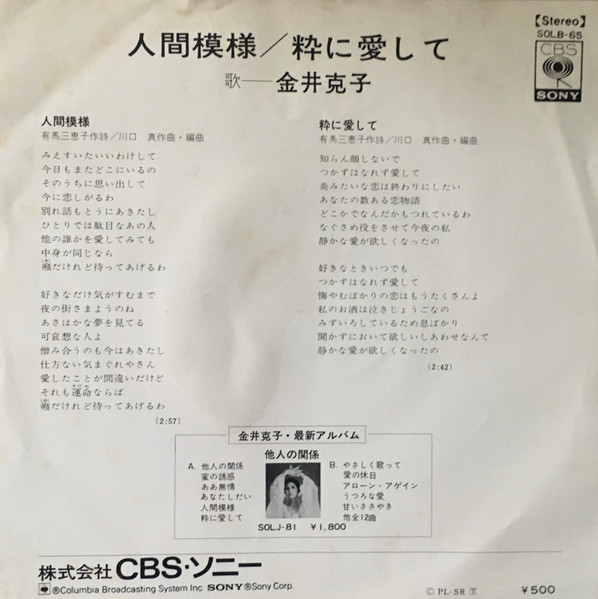 【Stereo】
SOLB-65
CBS
SONY
人間模様／粋に愛して
歌──金井克子
人間模様
有馬三恵子作詩／川口 真作曲・編曲
みえすいたいいわけして
今日もまたどこにいるの
そのうちに思い出して
今に恋しがるわ
別れ話もとうにあきたし
ひとりでは駄目なあの人
他の誰かを愛してみても
中身が同じなら
癪だけれど待ってあげるわ
好きなだけ気がすむまで
夜の街さまようのね
あさはかな夢を見てる
可哀想な人よ
憎み合うのも今はあきたし
仕方ない気まぐれやさん
愛したことが間違いだけど
それも運命ならば
癪だけれど待ってあげるわ
(2:57)
粋に愛して
有馬三恵子作詩／川口 真作曲・編曲
知らん顔しないで
つかずはなれず愛して
炎みたいな恋は終わりにしたい
あなたの数ある恋物語
どこかでなんだかもつれているわ
なぐさめ役をさせて今夜の私
静かな愛が欲しくなったの
好きなときいつでも
つかずはなれず愛して
悔やむばかりの恋はもうたくさんよ
私のお酒は泣きじょうごなの
みずいろしているため息ばかり
聞かずにおいて欲しいしあわせなんて
静かな愛が欲しくなったの
(2:42)
金井克子・最新アルバム
他人の関係
A. 他人の関係
蜜の誘惑
ああ無情
あなたしだい
人間模様
粋に愛して
B. やさしく歌って
愛の休日
アローン・アゲイン
うつろな愛
甘いささやき
他全12曲
SOLJ-81 ￥1,800
株式会社CBS・ソニー
®Columbia Broadcasting System Inc. SONY®Sony Corp.
Ⓒ PL-SR
￥500